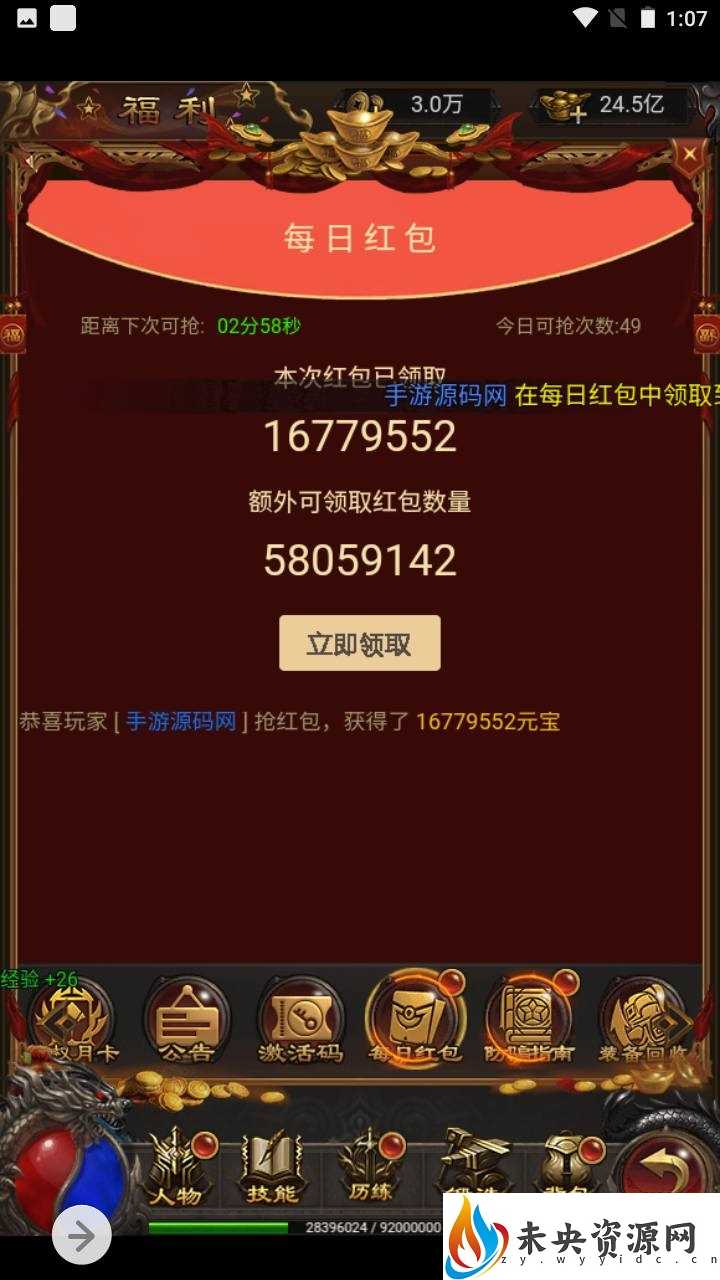 1:07
福利
3.0万
24.5亿
每日红包
距离下次可抢: 02分58秒
今日可抢次数:49
本次红包已领取
手游源码网 在每日红包中领取
16779552
额外可领取红包数量
58059142
立即领取
恭喜玩家 [ 手游源码网 ] 抢红包，获得了 16779552元宝
经验 +26
月卡
公告
激活码
每日红包
防骗指南
装备回收
人物
技能
历练
28396024 / 92000000
未央资源网
zy.wyyidc.cn